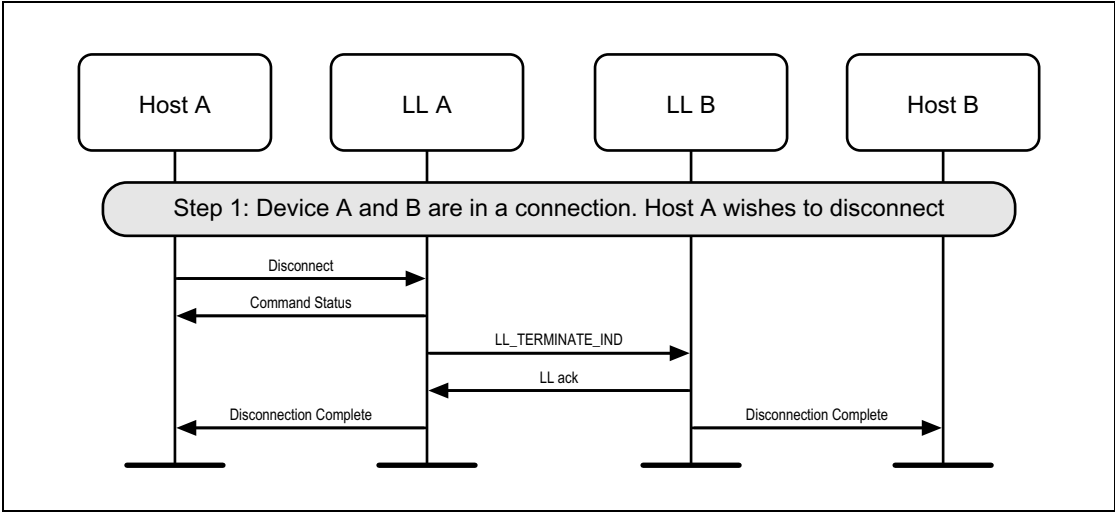 Host A
LL A
LL B
Host B
Step 1: Device A and B are in a connection. Host A wishes to disconnect
Disconnect
Command Status
LL_TERMINATE_IND
LL ack
Disconnection Complete
Disconnection Complete